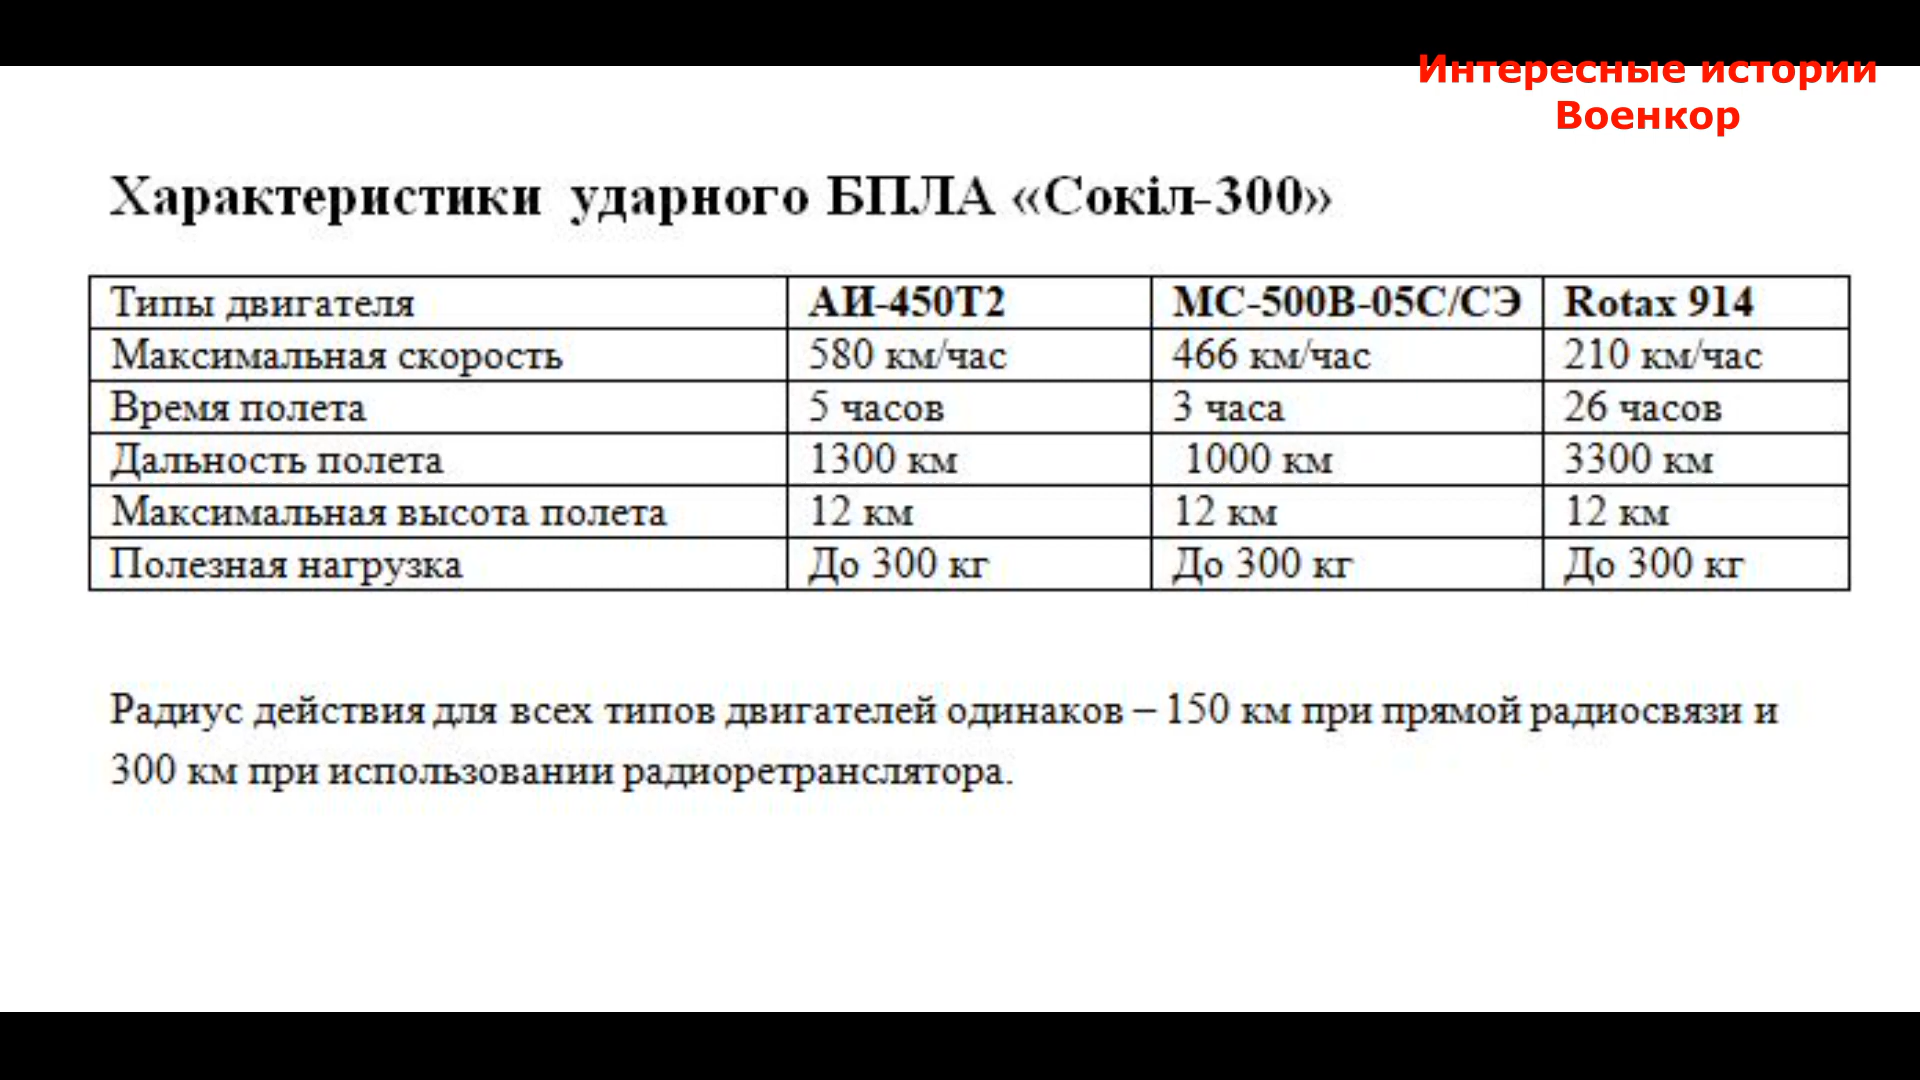 Интересные истории
Военкор
Характеристики ударного БПЛА «Сокіл-300»
Типы двигателя АИ-450Т2 МС-500В-05С/СЭ Rotax 914
Максимальная скорость 580 км/час 466 км/час 210 км/час
Время полета 5 часов 3 часа 26 часов
Дальность полета 1300 км 1000 км 3300 км
Максимальная высота полета 12 км 12 км 12 км
Полезная нагрузка До 300 кг До 300 кг До 300 кг
Радиус действия для всех типов двигателей одинаков – 150 км при прямой радиосвязи и
300 км при использовании радиоретранслятора.